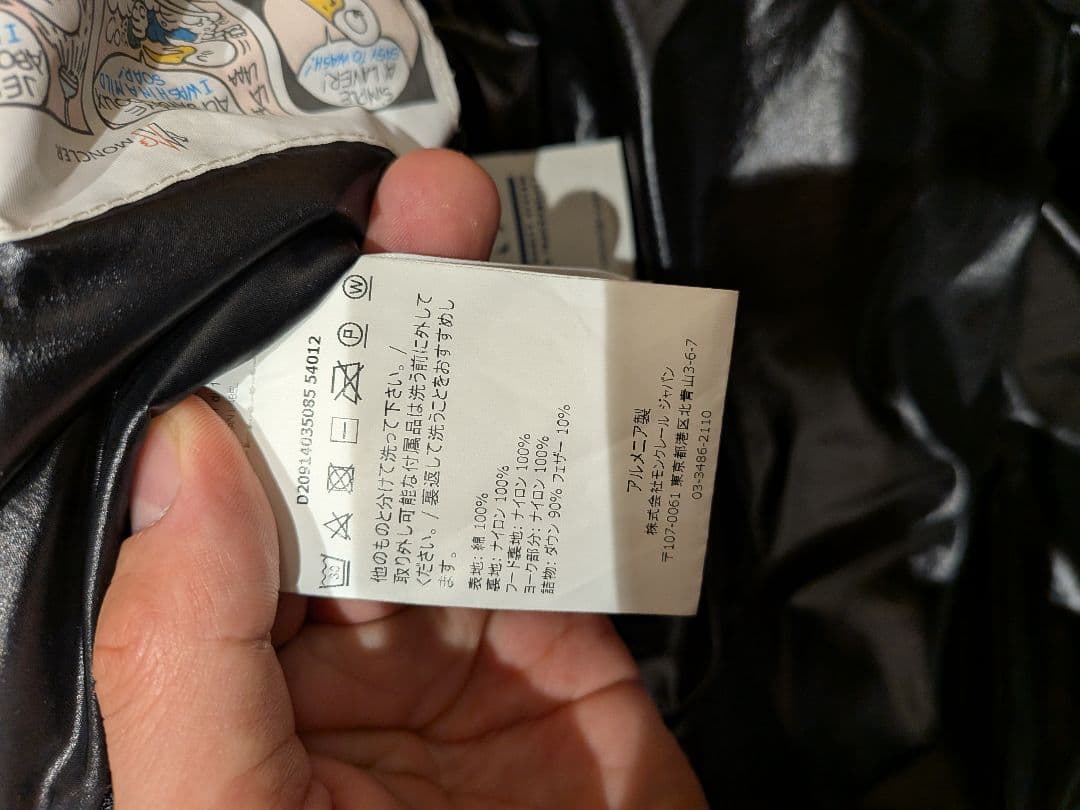 D20914035085 54012
30
P
W
他のものと分けて洗って下さい。/
取り外し可能な付属品は洗う前に外して
ください。/ 裏返して洗うことをおすすめし
ます。
表地: 綿 100%
裏地: ナイロン 100%
フード裏地: ナイロン 100%
ヨーク部分: ナイロン 100%
詰物: ダウン 90% フェザー 10%
アルメニア製
株式会社モンクレール ジャパン
〒107-0061 東京都港区北青山3-6-7
03-3486-2110
MONCLER
SIMPLE
A LAYER!
EASY TO WASH!
I WASH IN A MILD
SOAP!